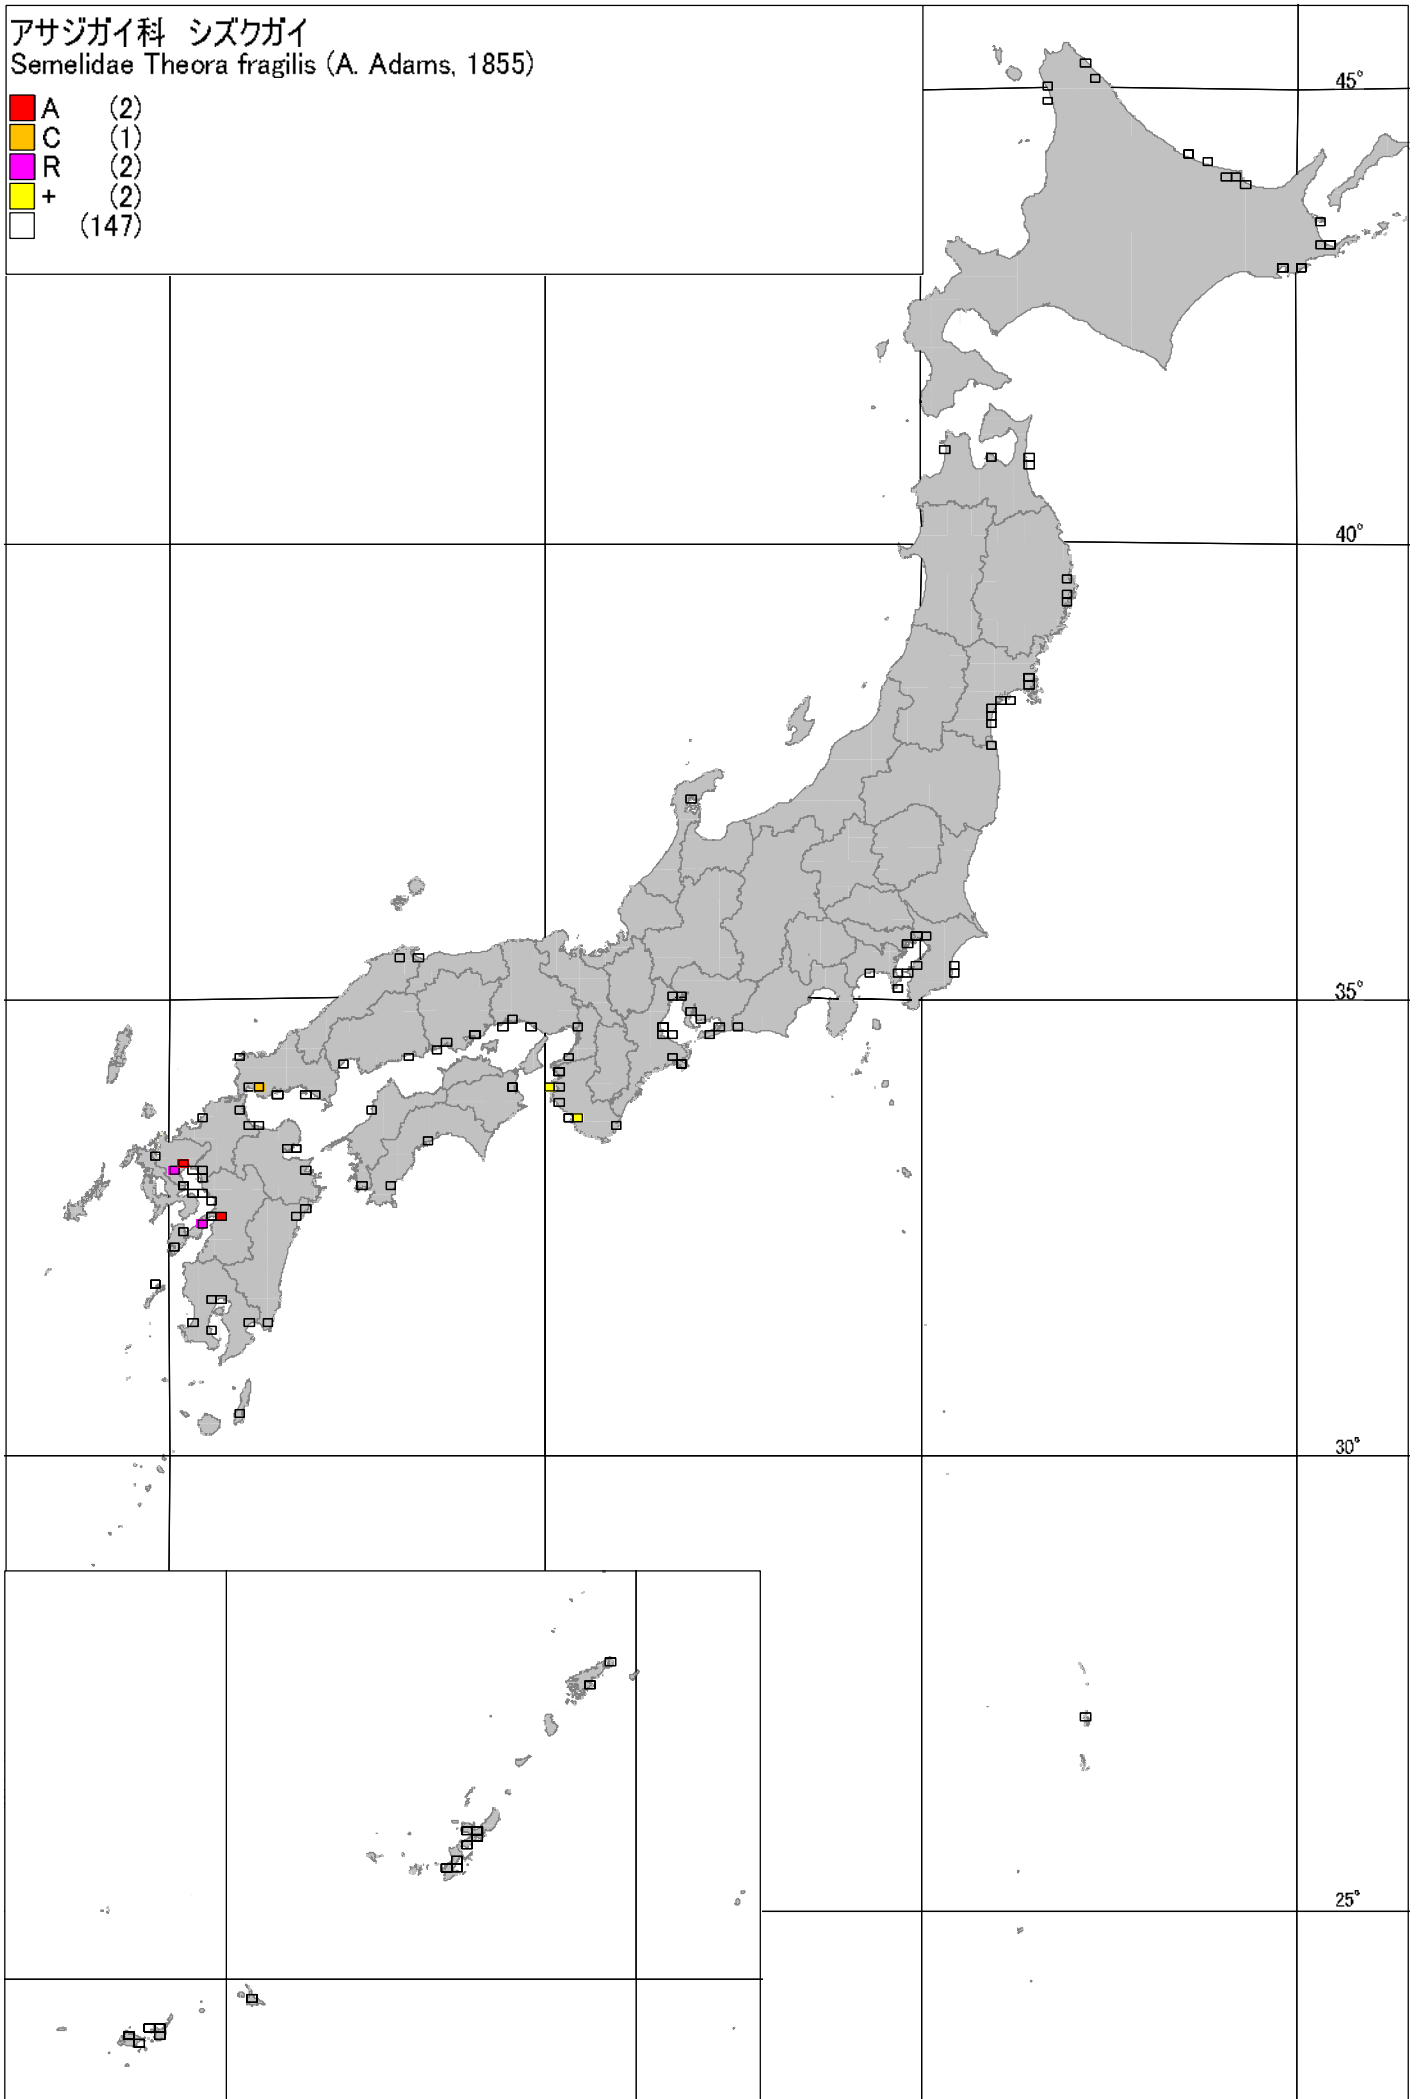 アサジガイ科 シズクガイ
Semelidae Theora fragilis (A. Adams, 1855)
A (2)
C (1)
R (2)
+ (2)
(147)
45°
40°
35°
30°
25°